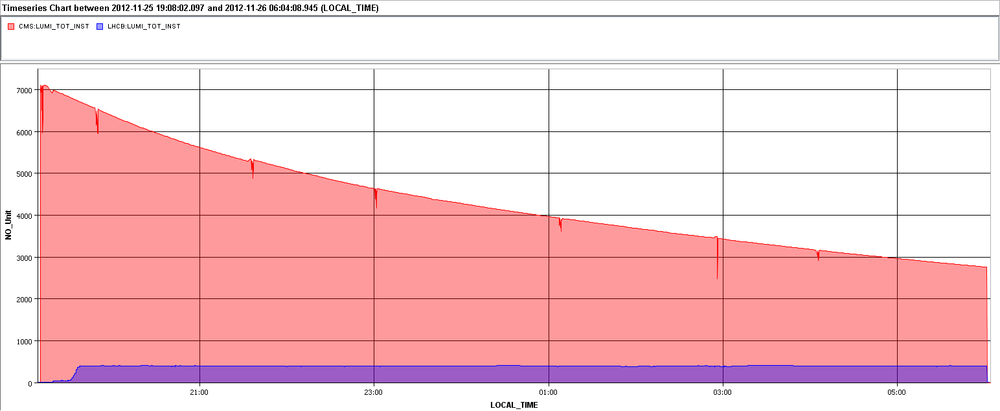 Timeseries Chart between 2012-11-25 19:08:02.097 and 2012-11-26 06:04:08.945 (LOCAL_TIME)
CMS:LUMI_TOT_INST LHCB:LUMI_TOT_INST
7000
6000
5000
4000
3000
2000
1000
0
NO_Unit
21:00 23:00 01:00 03:00 05:00
LOCAL_TIME